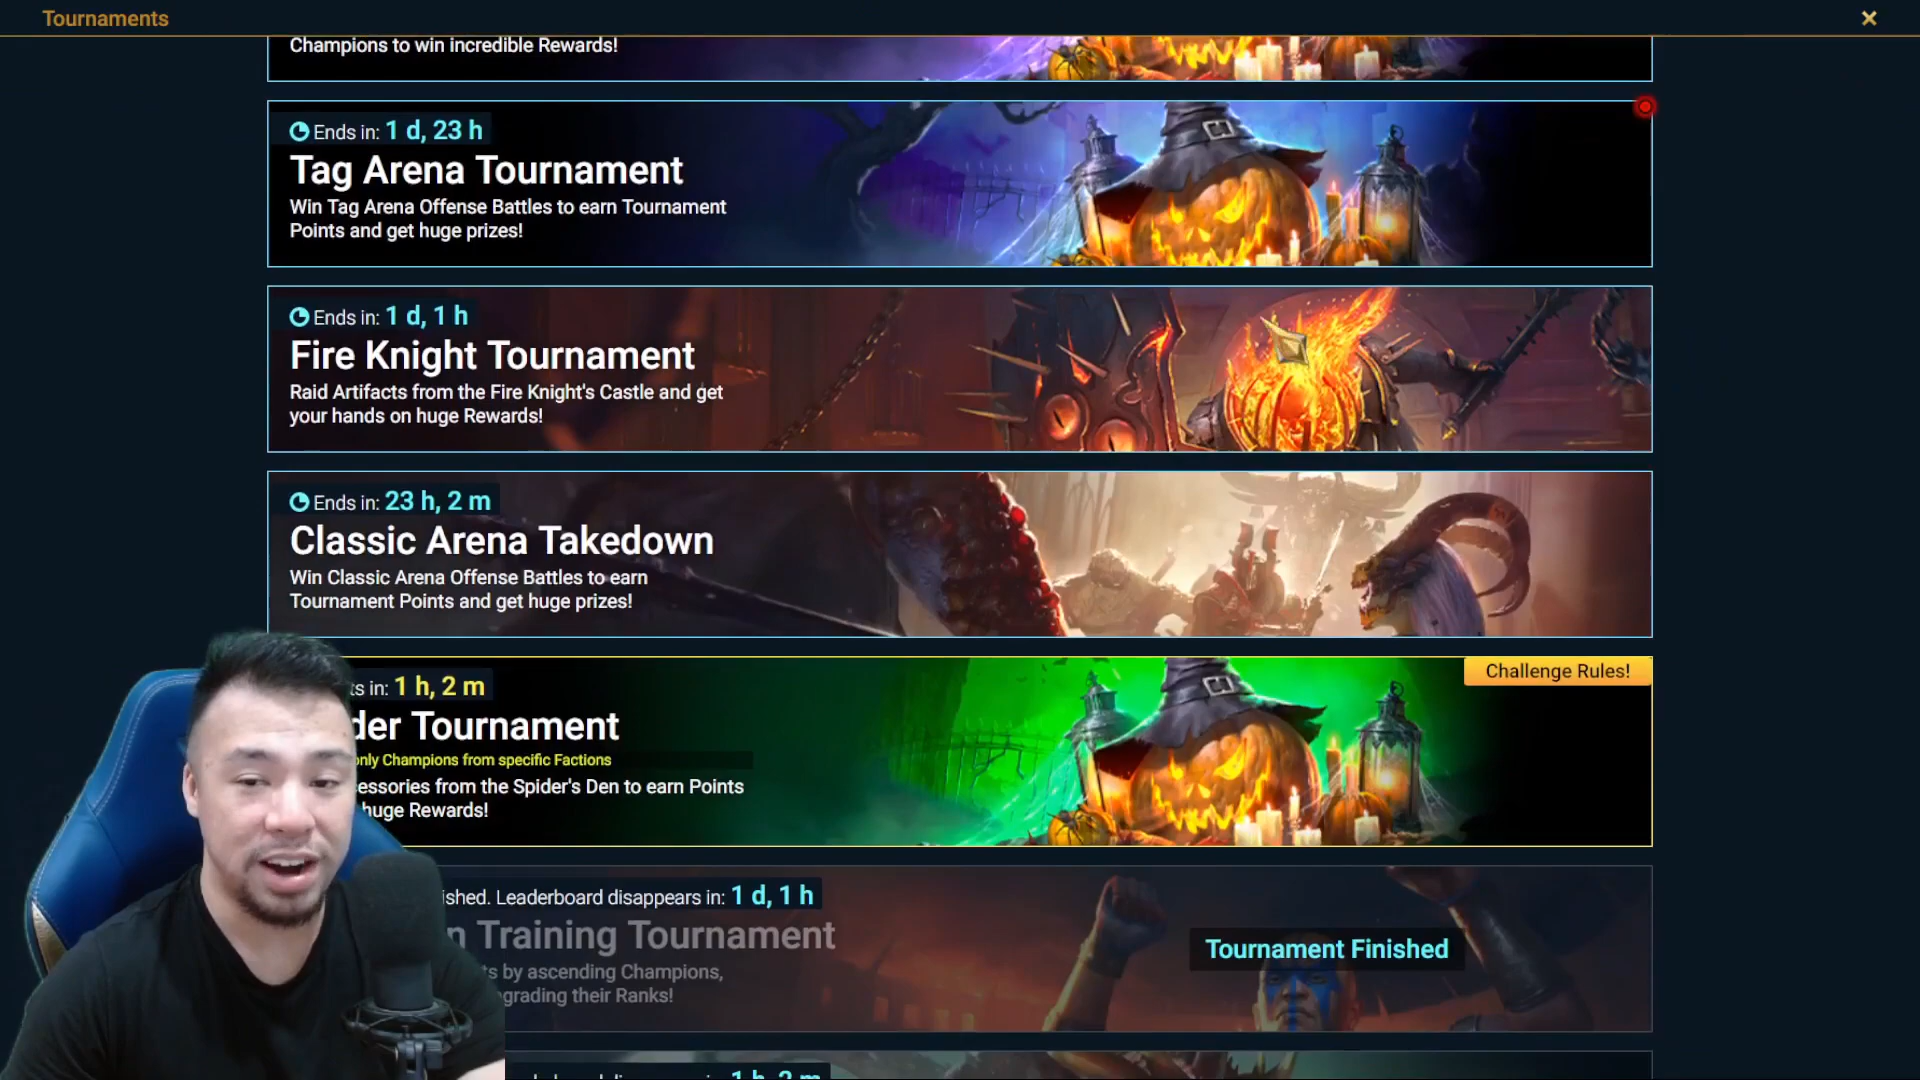 Tournaments
Champions to win incredible Rewards!
Ends in: 1 d, 23 h
Tag Arena Tournament
Win Tag Arena Offense Battles to earn Tournament
Points and get huge prizes!
Ends in: 1 d, 1 h
Fire Knight Tournament
Raid Artifacts from the Fire Knight's Castle and get
your hands on huge Rewards!
Ends in: 23 h, 2 m
Classic Arena Takedown
Win Classic Arena Offense Battles to earn
Tournament Points and get huge prizes!
Challenge Rules!
ts in: 1 h, 2 m
der Tournament
only Champions from specific Factions
essories from the Spider's Den to earn Points
huge Rewards!
ished. Leaderboard disappears in: 1 d, 1 h
n Training Tournament
ts by ascending Champions,
grading their Ranks!
Tournament Finished
1 h, 2 m